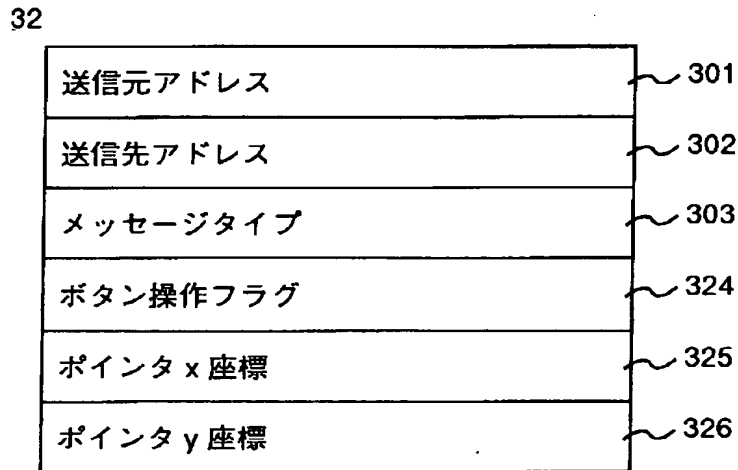 32
送信元アドレス 301
送信先アドレス 302
メッセージタイプ 303
ボタン操作フラグ 324
ポインタ x 座標 325
ポインタ y 座標 326